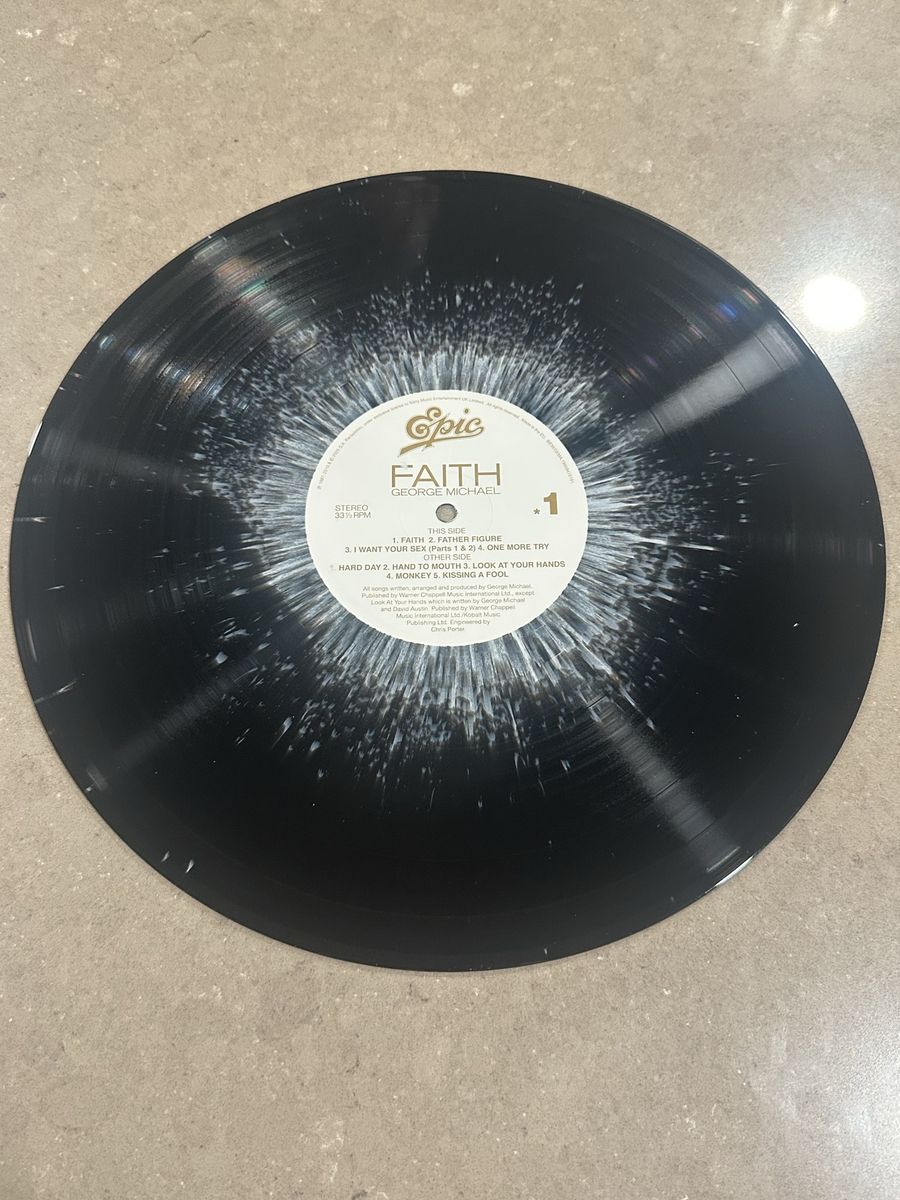 Epic
FAITH
GEORGE MICHAEL
STEREO
33⅓ RPM
*1
THIS SIDE
1. FAITH 2. FATHER FIGURE
3. I WANT YOUR SEX (Parts 1 & 2) 4. ONE MORE TRY
OTHER SIDE
1. HARD DAY 2. HAND TO MOUTH 3. LOOK AT YOUR HANDS
4. MONKEY 5. KISSING A FOOL
All songs written, arranged and produced by George Michael,
Published by Warner Chappell Music International Ltd., except
Look At Your Hands which is written by George Michael
and David Austin. Published by Warner Chappell
Music International Ltd./Kobalt Music
Publishing Ltd. Engineered by
Chris Porter.